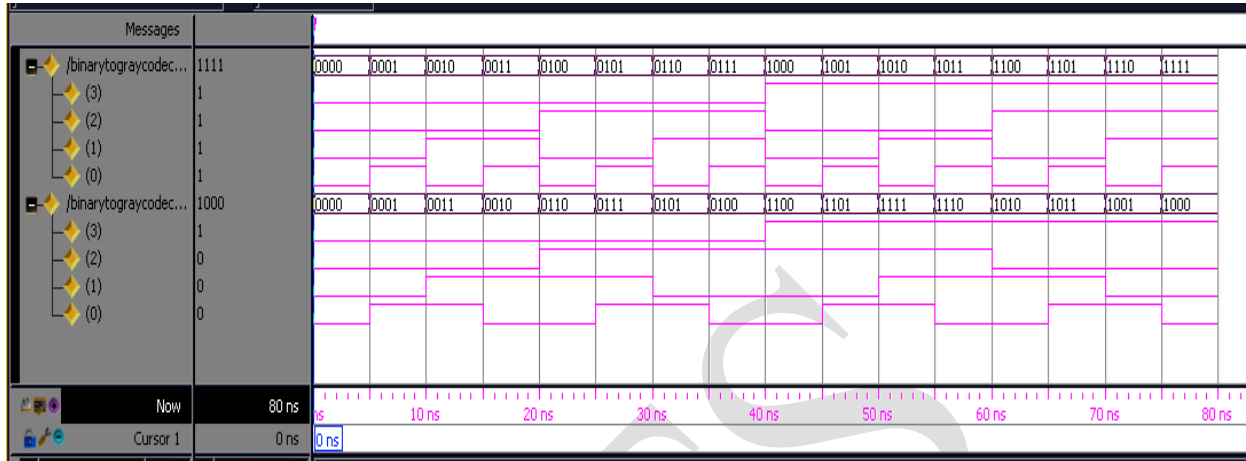 Messages
/binarytograycodec... 1111 0000 0001 0010 0011 0100 0101 0110 0111 1000 1001 1010 1011 1100 1101 1110 1111
(3) 1
(2) 1
(1) 1
(0) 1
/binarytograycodec... 1000 0000 0001 0011 0010 0110 0111 0101 0100 1100 1101 1111 1110 1010 1011 1001 1000
(3) 1
(2) 0
(1) 0
(0) 0
Now 80 ns ns 10 ns 20 ns 30 ns 40 ns 50 ns 60 ns 70 ns 80 ns
Cursor 1 0 ns 0 ns